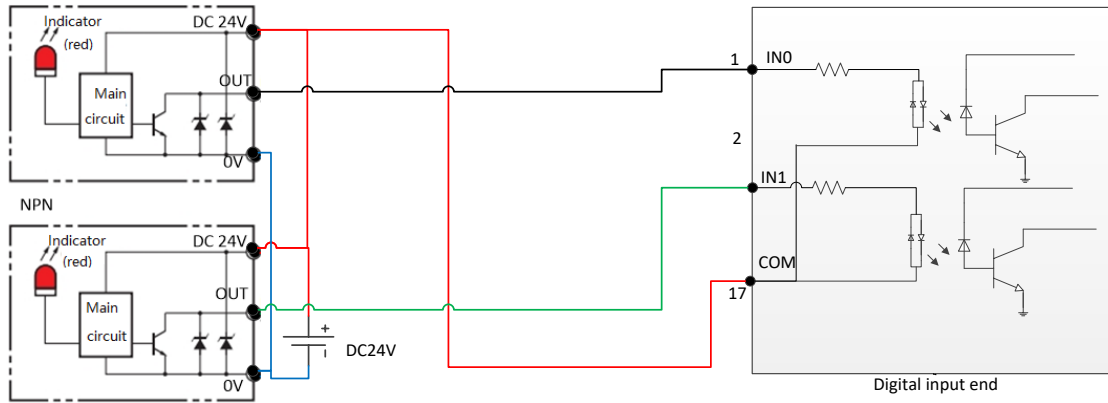 Indicator
(red)
DC 24V
OUT
Main
circuit
0V
NPN
Indicator
(red)
DC 24V
OUT
Main
circuit
0V
+
DC24V
1
IN0
2
IN1
COM
17
Digital input end